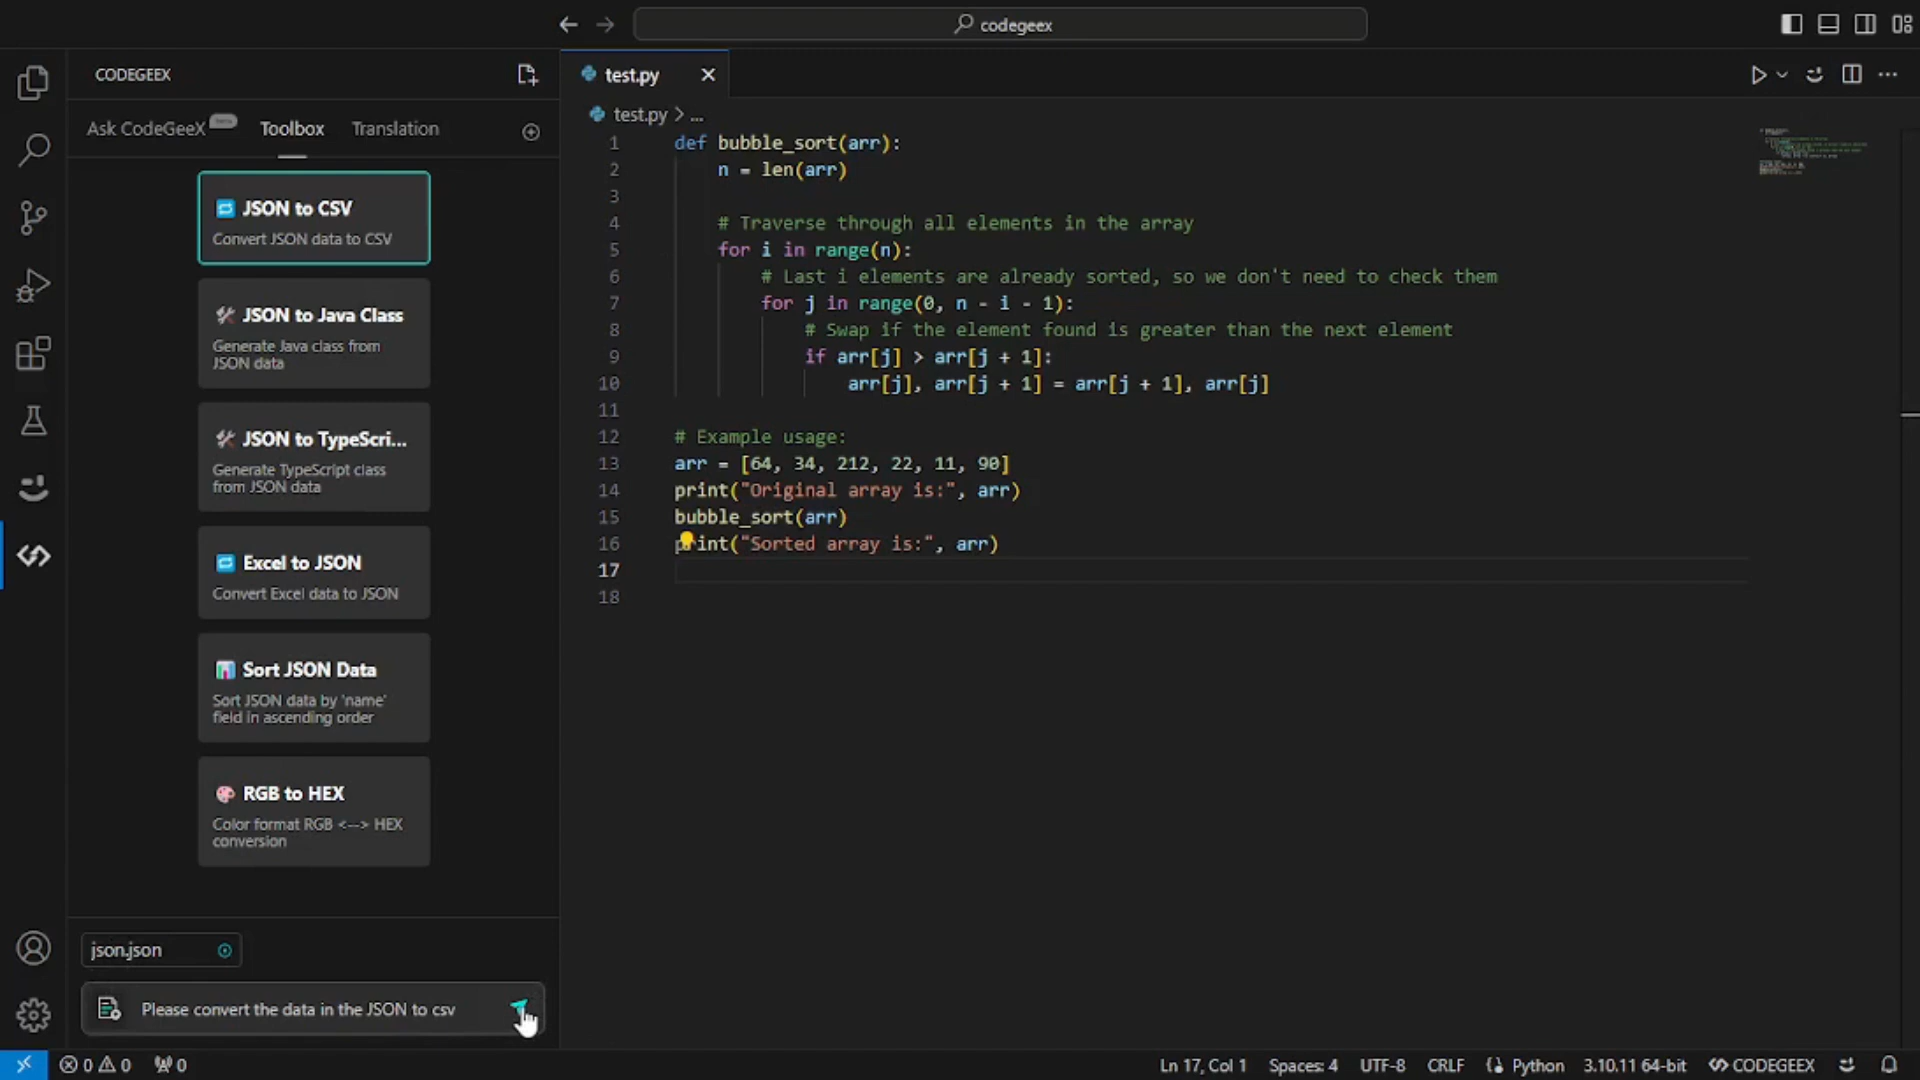 codegeex
CODEGEEX
Ask CodeGeeX
Toolbox
Translation
JSON to CSV
Convert JSON data to CSV
JSON to Java Class
Generate Java class from
JSON data
JSON to TypeScri...
Generate TypeScript class
from JSON data
Excel to JSON
Convert Excel data to JSON
Sort JSON Data
Sort JSON data by 'name'
field in ascending order
RGB to HEX
Color format RGB <--> HEX
conversion
json.json
Please convert the data in the JSON to csv
test.py
test.py > ...
1 def bubble_sort(arr):
2 n = len(arr)
3
4 # Traverse through all elements in the array
5 for i in range(n):
6 # Last i elements are already sorted, so we don't need to check them
7 for j in range(0, n - i - 1):
8 # Swap if the element found is greater than the next element
9 if arr[j] > arr[j + 1]:
10 arr[j], arr[j + 1] = arr[j + 1], arr[j]
11
12 # Example usage:
13 arr = [64, 34, 212, 22, 11, 90]
14 print("Original array is:", arr)
15 bubble_sort(arr)
16 print("Sorted array is:", arr)
17
18
0 0 0
Ln 17, Col 1
Spaces: 4
UTF-8
CRLF
Python
3.10.11 64-bit
CODEGEEX